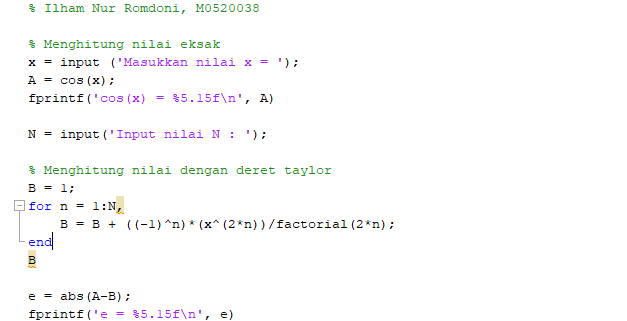 % Ilham Nur Romdoni, M0520038
% Menghitung nilai eksak
x = input ('Masukkan nilai x = ');
A = cos(x);
fprintf('cos(x) = %5.15f\n', A)
N = input('Input nilai N : ');
% Menghitung nilai dengan deret taylor
B = 1;
for n = 1:N,
B = B + ((-1)^n)*(x^(2*n))/factorial(2*n);
end
B
e = abs(A-B);
fprintf('e = %5.15f\n', e)